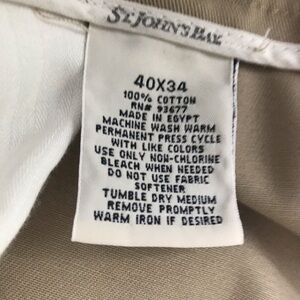 ST. JOHN'S BAY
40X34
100% COTTON
RN# 93677
MADE IN EGYPT
MACHINE WASH WARM
PERMANENT PRESS CYCLE
WITH LIKE COLORS
USE ONLY NON-CHLORINE
BLEACH WHEN NEEDED
DO NOT USE FABRIC
SOFTENER
TUMBLE DRY MEDIUM
REMOVE PROMPTLY
WARM IRON IF DESIRED